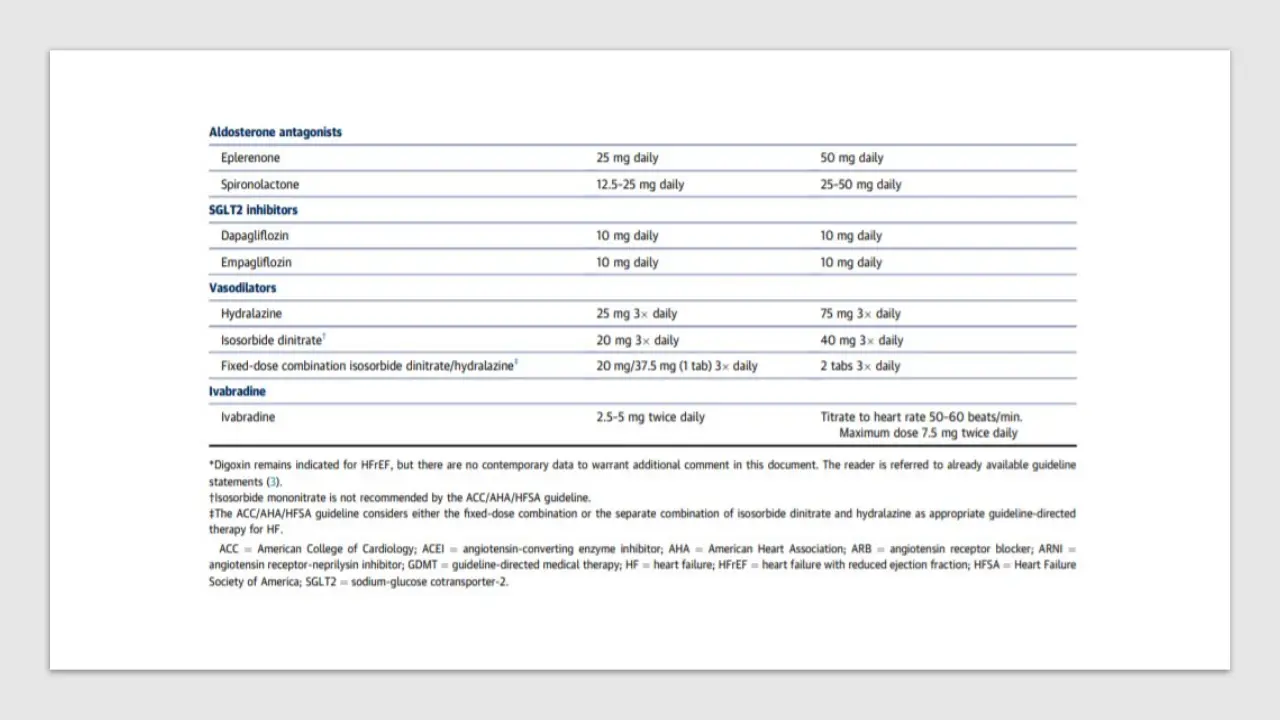 Aldosterone antagonists
Eplerenone 25 mg daily 50 mg daily
Spironolactone 12.5-25 mg daily 25-50 mg daily
SGLT2 inhibitors
Dapagliflozin 10 mg daily 10 mg daily
Empagliflozin 10 mg daily 10 mg daily
Vasodilators
Hydralazine 25 mg 3× daily 75 mg 3× daily
Isosorbide dinitrate† 20 mg 3× daily 40 mg 3× daily
Fixed-dose combination isosorbide dinitrate/hydralazine‡ 20 mg/37.5 mg (1 tab) 3× daily 2 tabs 3× daily
Ivabradine
Ivabradine 2.5-5 mg twice daily Titrate to heart rate 50-60 beats/min.
Maximum dose 7.5 mg twice daily
*Digoxin remains indicated for HFrEF, but there are no contemporary data to warrant additional comment in this document. The reader is referred to already available guideline
statements (3).
†Isosorbide mononitrate is not recommended by the ACC/AHA/HFSA guideline.
‡The ACC/AHA/HFSA guideline considers either the fixed-dose combination or the separate combination of isosorbide dinitrate and hydralazine as appropriate guideline-directed
therapy for HF.
ACC = American College of Cardiology; ACEI = angiotensin-converting enzyme inhibitor; AHA = American Heart Association; ARB = angiotensin receptor blocker; ARNI =
angiotensin receptor-neprilysin inhibitor; GDMT = guideline-directed medical therapy; HF = heart failure; HFrEF = heart failure with reduced ejection fraction; HFSA = Heart Failure
Society of America; SGLT2 = sodium-glucose cotransporter-2.